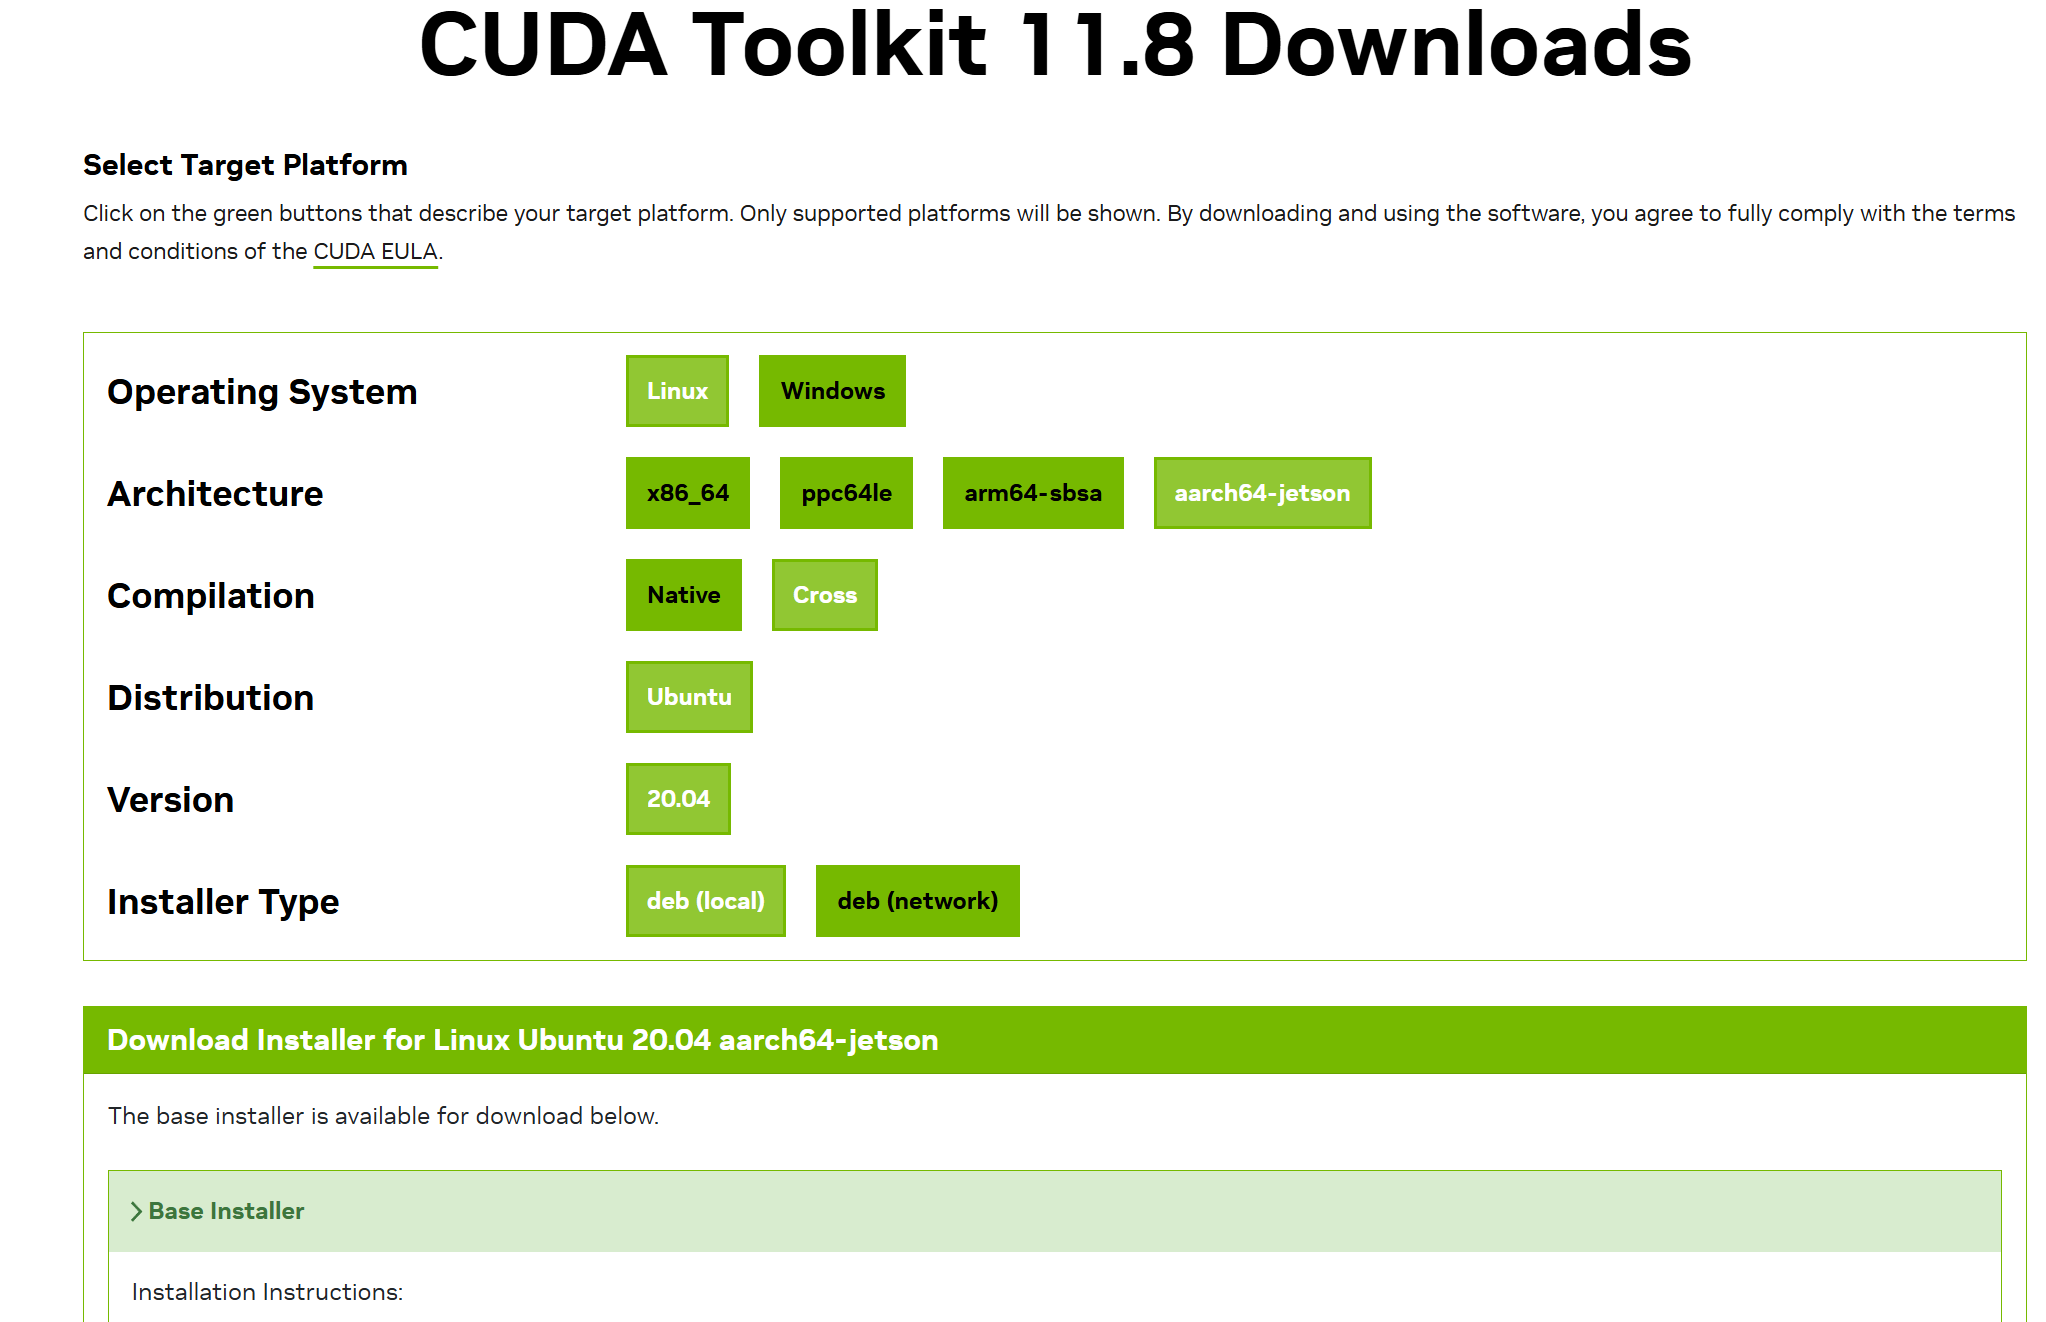 CUDA Toolkit 11.8 Downloads
Select Target Platform
Click on the green buttons that describe your target platform. Only supported platforms will be shown. By downloading and using the software, you agree to fully comply with the terms
and conditions of the CUDA EULA.
Operating System Linux Windows
Architecture x86_64 ppc64le arm64-sbsa aarch64-jetson
Compilation Native Cross
Distribution Ubuntu
Version 20.04
Installer Type deb (local) deb (network)
Download Installer for Linux Ubuntu 20.04 aarch64-jetson
The base installer is available for download below.
Base Installer
Installation Instructions: